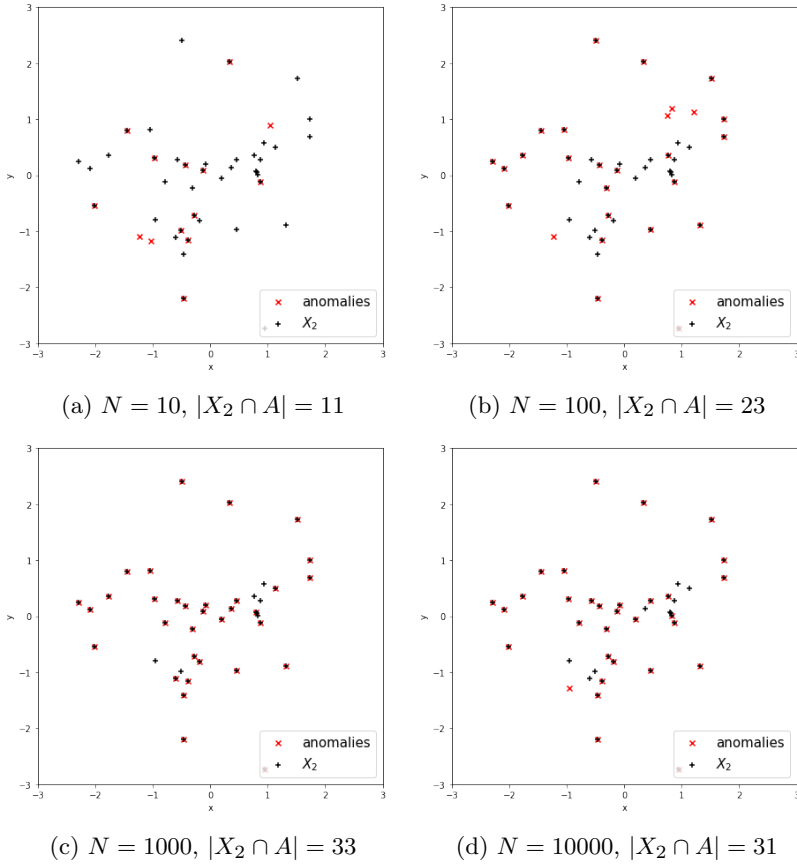 3
2
1
0
−1
−2
−3
y
−3 −2 −1 0 1 2 3
x
anomalies
X₂
(a) N = 10, |X₂ ∩ A| = 11
3
2
1
0
−1
−2
−3
y
−3 −2 −1 0 1 2 3
x
anomalies
X₂
(b) N = 100, |X₂ ∩ A| = 23
3
2
1
0
−1
−2
−3
y
−3 −2 −1 0 1 2 3
x
anomalies
X₂
(c) N = 1000, |X₂ ∩ A| = 33
3
2
1
0
−1
−2
−3
y
−3 −2 −1 0 1 2 3
x
anomalies
X₂
(d) N = 10000, |X₂ ∩ A| = 31